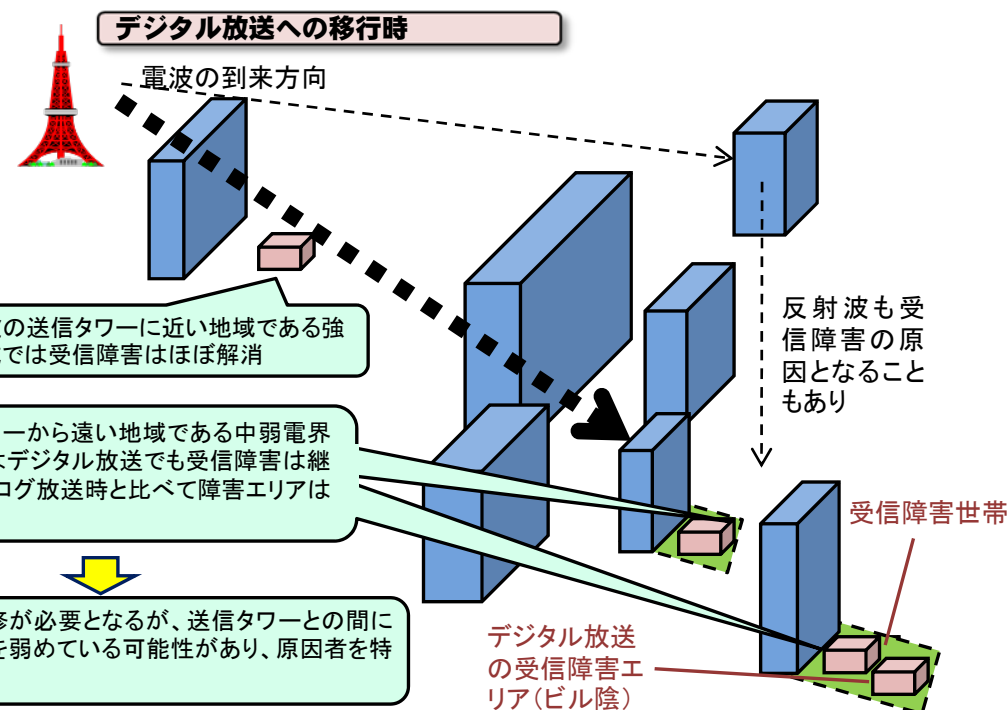 デジタル放送への移行時
電波の到来方向
の送信タワーに近い地域である強
では受信障害はほぼ解消
反射波も受
信障害の原
因となること
もあり
ーから遠い地域である中弱電界
デジタル放送でも受信障害は継
ログ放送時と比べて障害エリアは
受信障害世帯
修が必要となるが、送信タワーとの間に
を弱めている可能性があり、原因者を特
デジタル放送
の受信障害エ
リア(ビル陰)